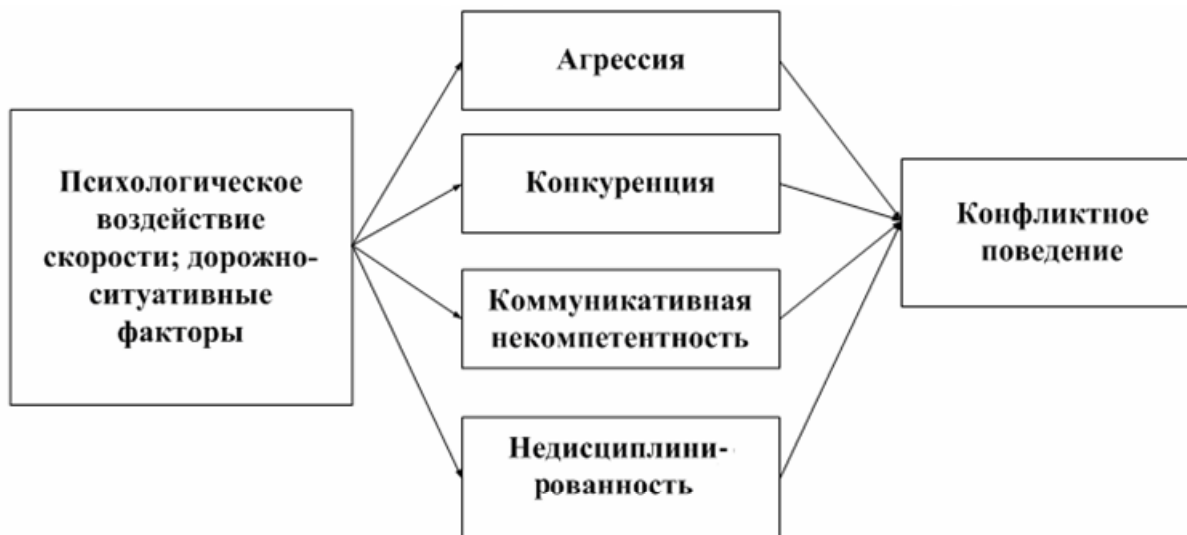 Психологическое
воздействие
скорости; дорожно-
ситуативные
факторы
Агрессия
Конкуренция
Коммуникативная
некомпетентность
Недисциплини-
рованность
Конфликтное
поведение